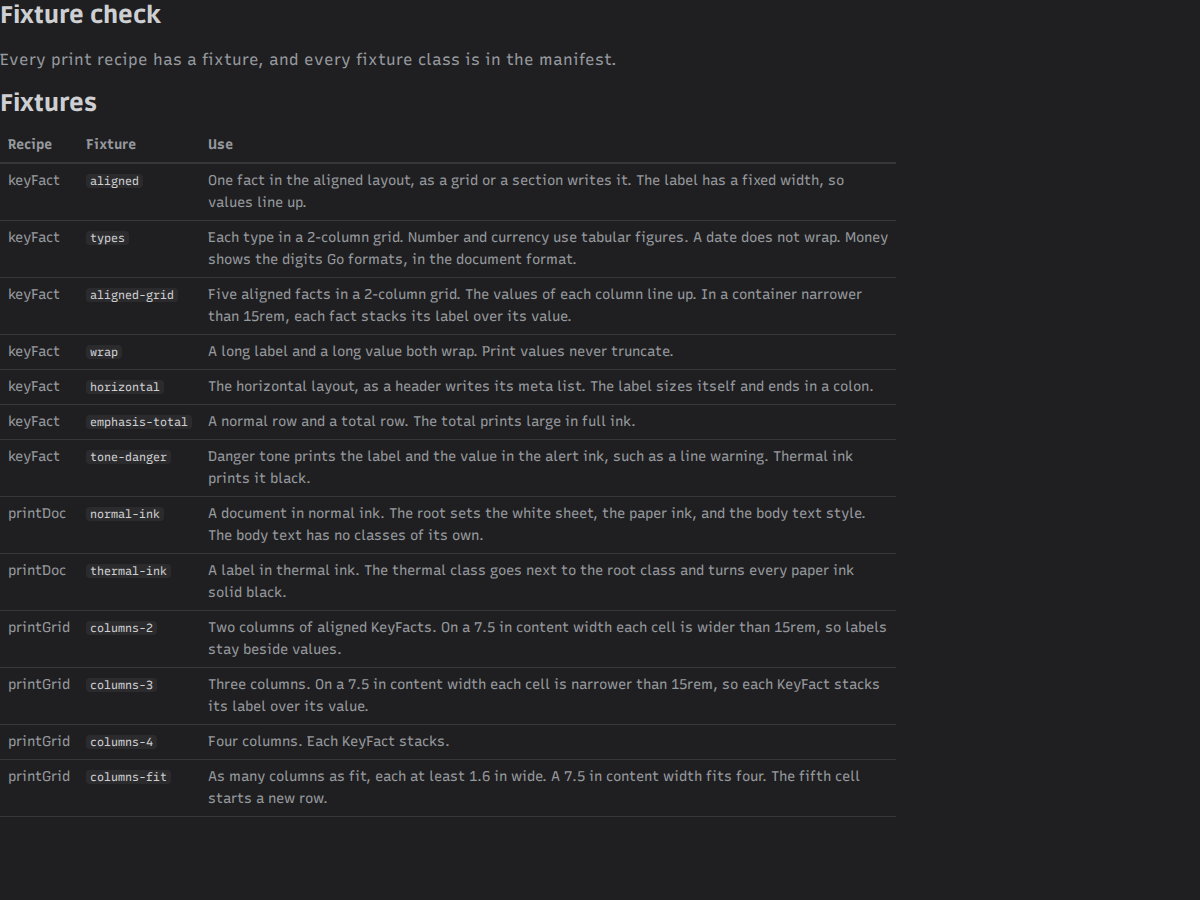 Fixture check
Every print recipe has a fixture, and every fixture class is in the manifest.
Fixtures
Recipe Fixture Use
keyFact aligned One fact in the aligned layout, as a grid or a section writes it. The label has a fixed width, so
values line up.
keyFact types Each type in a 2-column grid. Number and currency use tabular figures. A date does not wrap. Money
shows the digits Go formats, in the document format.
keyFact aligned-grid Five aligned facts in a 2-column grid. The values of each column line up. In a container narrower
than 15rem, each fact stacks its label over its value.
keyFact wrap A long label and a long value both wrap. Print values never truncate.
keyFact horizontal The horizontal layout, as a header writes its meta list. The label sizes itself and ends in a colon.
keyFact emphasis-total A normal row and a total row. The total prints large in full ink.
keyFact tone-danger Danger tone prints the label and the value in the alert ink, such as a line warning. Thermal ink
prints it black.
printDoc normal-ink A document in normal ink. The root sets the white sheet, the paper ink, and the body text style.
The body text has no classes of its own.
printDoc thermal-ink A label in thermal ink. The thermal class goes next to the root class and turns every paper ink
solid black.
printGrid columns-2 Two columns of aligned KeyFacts. On a 7.5 in content width each cell is wider than 15rem, so labels
stay beside values.
printGrid columns-3 Three columns. On a 7.5 in content width each cell is narrower than 15rem, so each KeyFact stacks
its label over its value.
printGrid columns-4 Four columns. Each KeyFact stacks.
printGrid columns-fit As many columns as fit, each at least 1.6 in wide. A 7.5 in content width fits four. The fifth cell
starts a new row.